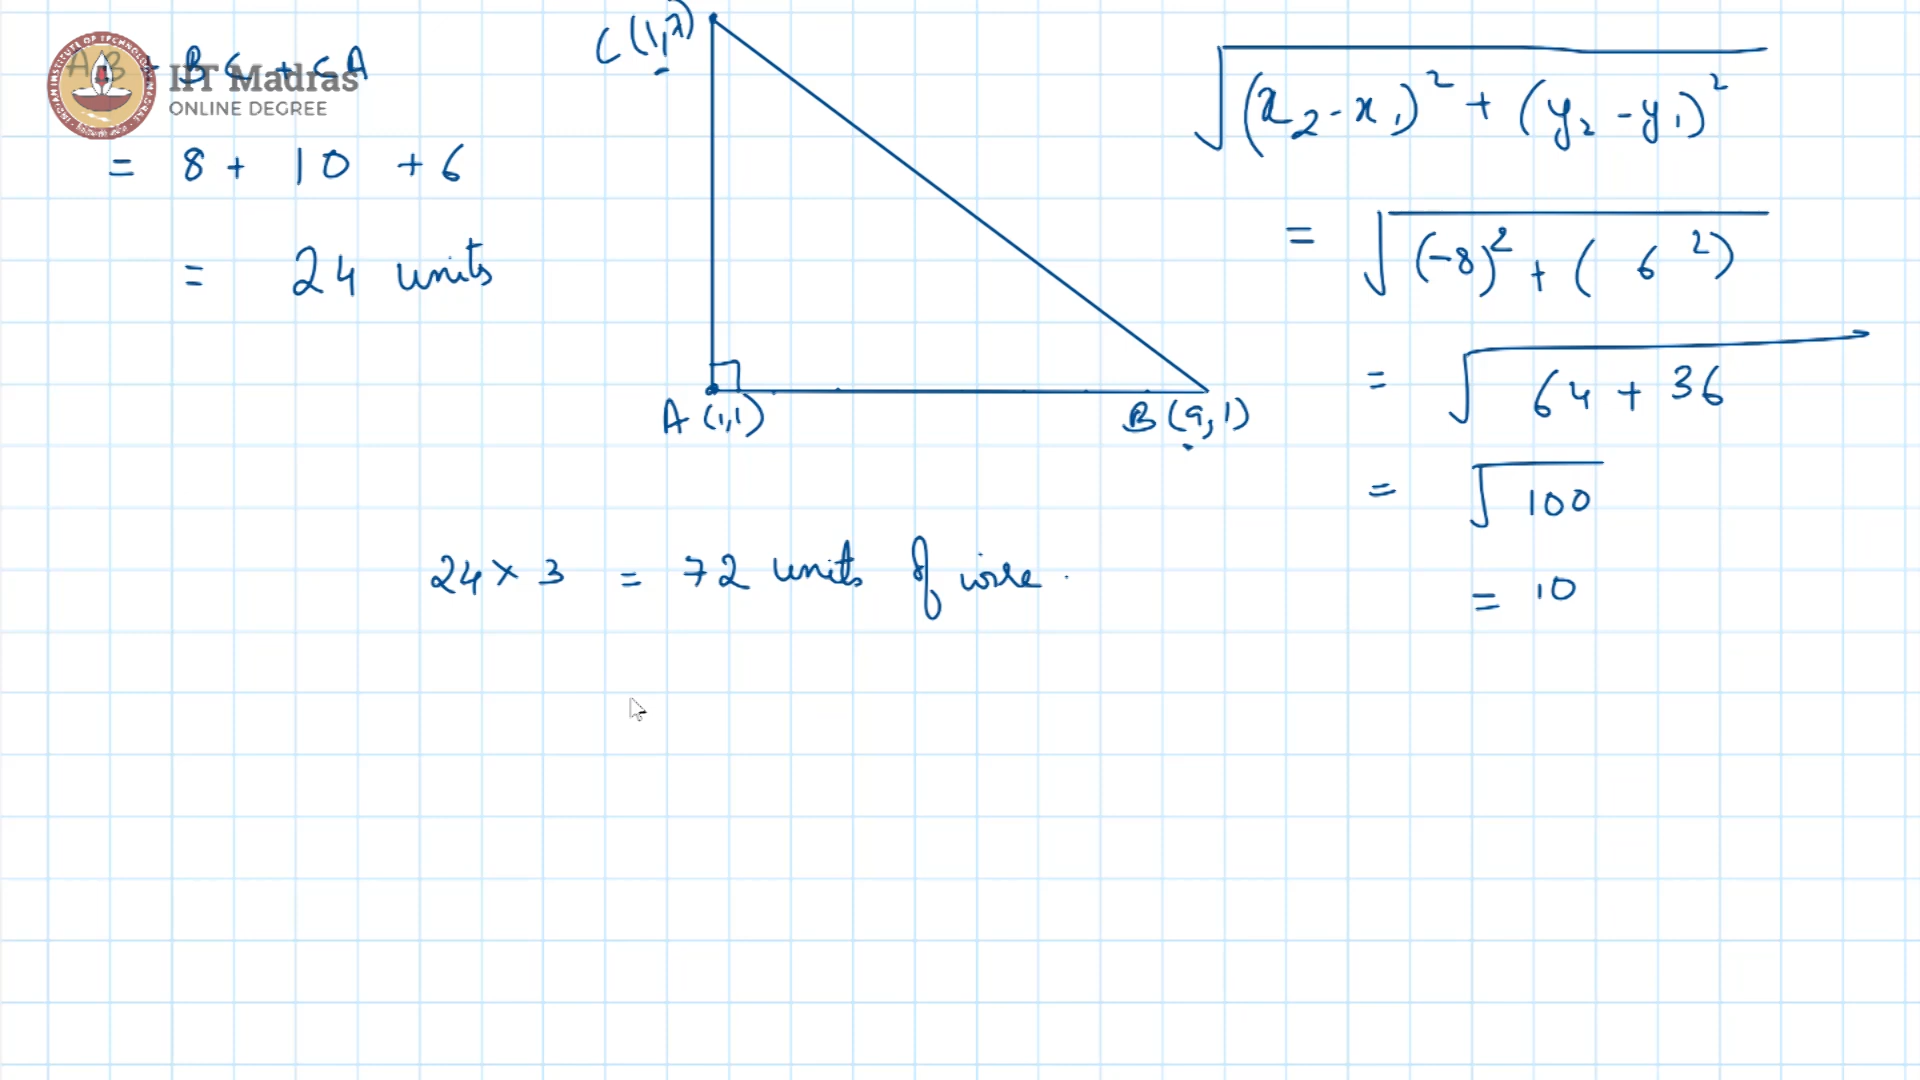 AB + BC + CA
IIT Madras
ONLINE DEGREE
= 8 + 10 + 6
= 24 units
C (1,7)
A (1,1)
B (9,1)
√(x₂-x₁)² + (y₂-y₁)²
= √(-8)² + (6²)
= √64 + 36
= √100
= 10
24 × 3 = 72 units of wire.